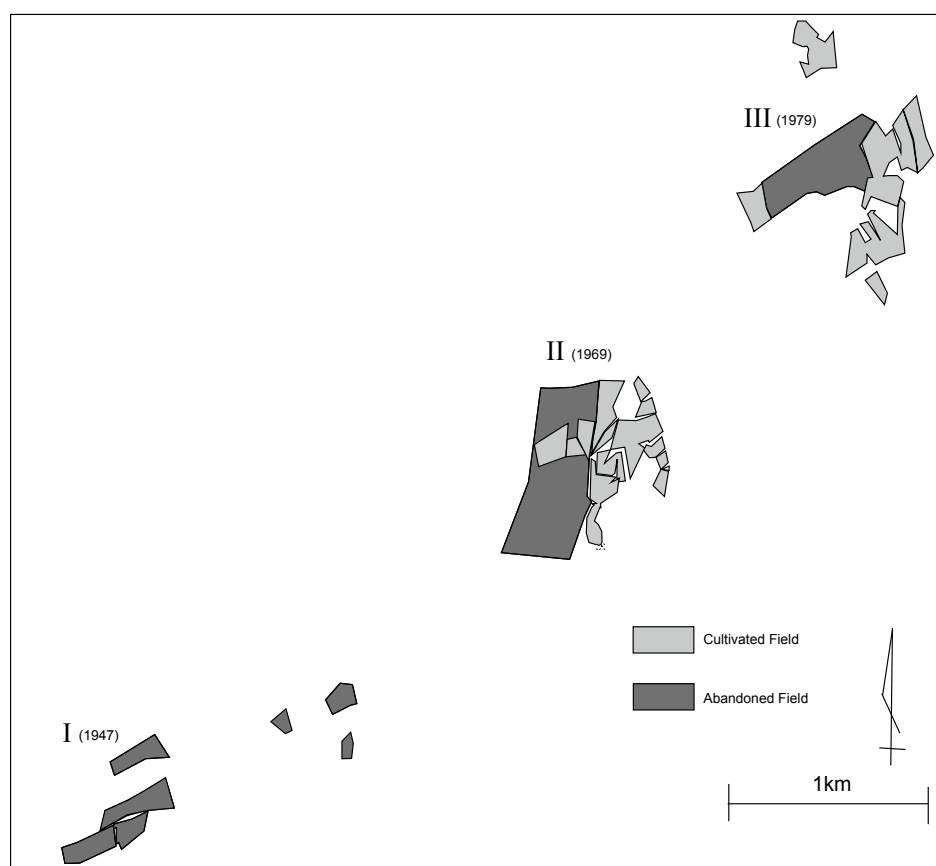 III (1979)
II (1969)
Cultivated Field
Abandoned Field
I (1947)
1km